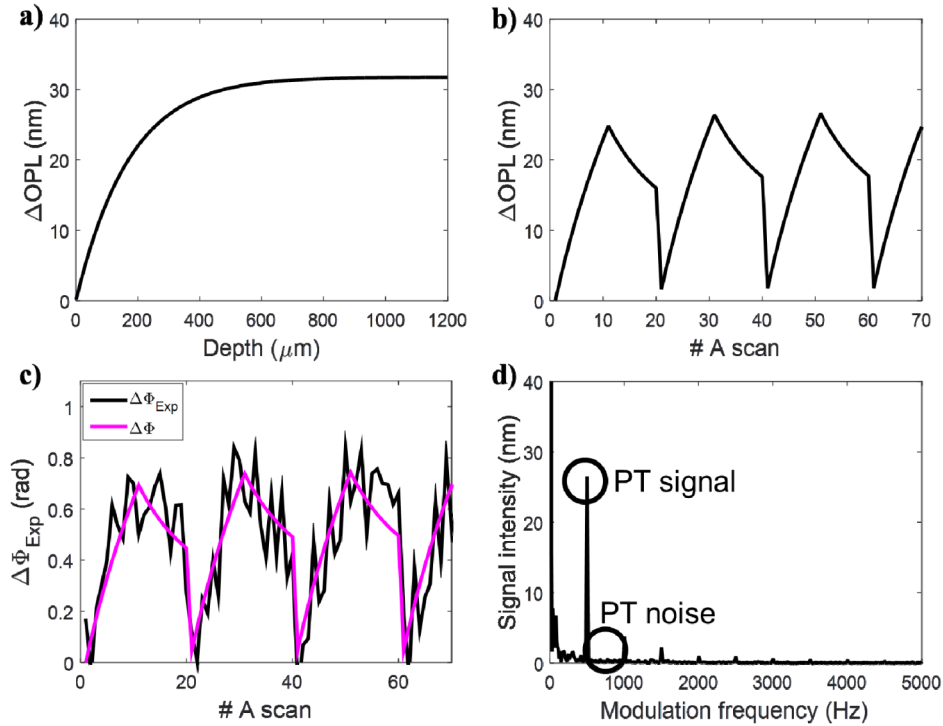 a)
40
30
20
10
0
ΔOPL (nm)
0 200 400 600 800 1000 1200
Depth (μm)
b)
40
30
20
10
0
ΔOPL (nm)
0 10 20 30 40 50 60 70
# A scan
c)
1
0.8
0.6
0.4
0.2
0
ΔΦExp (rad)
ΔΦExp
ΔΦ
0 20 40 60
# A scan
d)
40
30
20
10
0
Signal intensity (nm)
PT signal
PT noise
0 1000 2000 3000 4000 5000
Modulation frequency (Hz)